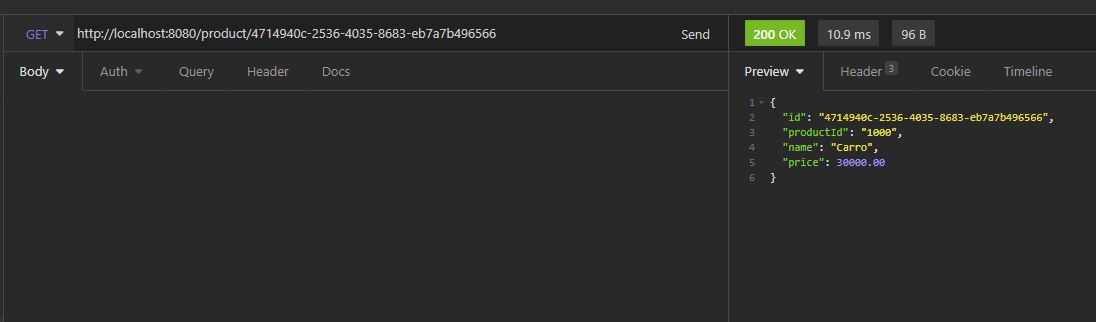 GET http://localhost:8080/product/4714940c-2536-4035-8683-eb7a7b496566 Send
Body Auth Query Header Docs
200 OK 10.9 ms 96 B
Preview Header 3 Cookie Timeline
1 {
2 "id": "4714940c-2536-4035-8683-eb7a7b496566",
3 "productId": "1000",
4 "name": "Carro",
5 "price": 30000.00
6 }